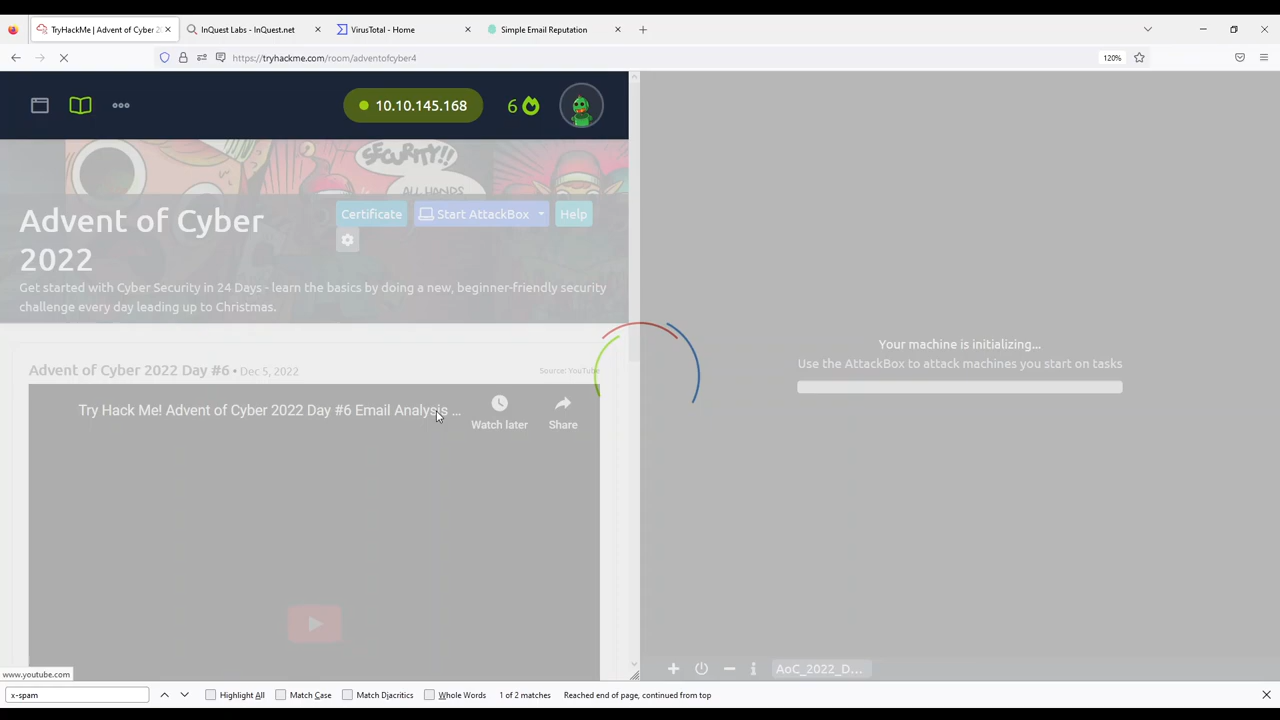 TryHackMe | Advent of Cyber 2
InQuest Labs - InQuest.net
VirusTotal - Home
Simple Email Reputation
https://tryhackme.com/room/adventofcyber4
120%
10.10.145.168
6
SECURITY!!
ALL HANDS
Advent of Cyber
2022
Certificate
Start AttackBox
Help
Get started with Cyber Security in 24 Days - learn the basics by doing a new, beginner-friendly security
challenge every day leading up to Christmas.
Your machine is initializing...
Use the AttackBox to attack machines you start on tasks
Advent of Cyber 2022 Day #6 • Dec 5, 2022
Source: YouTube
Try Hack Me! Advent of Cyber 2022 Day #6 Email Analysis ...
Watch later
Share
AoC_2022_D...
www.youtube.com
x-spam
Highlight All
Match Case
Match Diacritics
Whole Words
1 of 2 matches
Reached end of page, continued from top